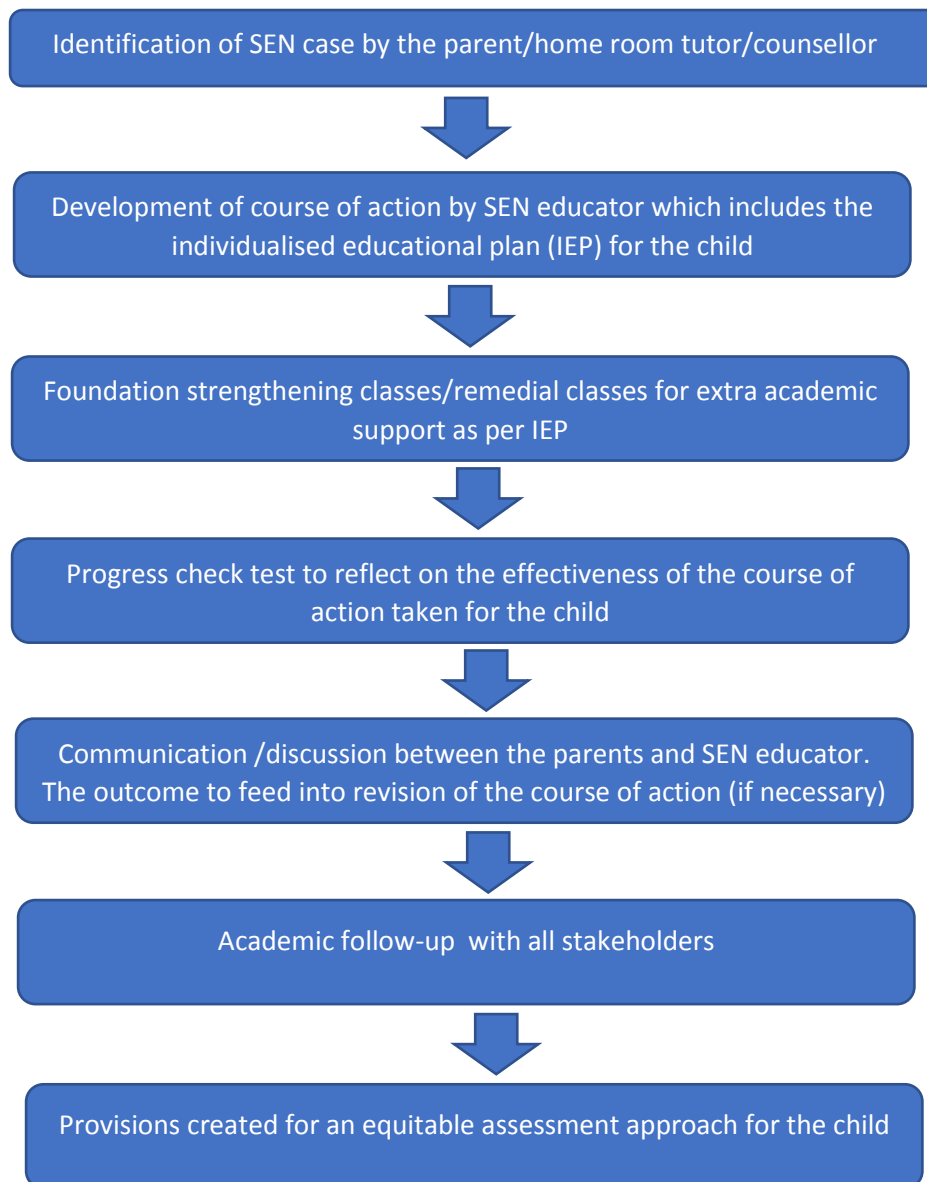 Identification of SEN case by the parent/home room tutor/counsellor
Development of course of action by SEN educator which includes the
individualised educational plan (IEP) for the child
Foundation strengthening classes/remedial classes for extra academic
support as per IEP
Progress check test to reflect on the effectiveness of the course of
action taken for the child
Communication /discussion between the parents and SEN educator.
The outcome to feed into revision of the course of action (if necessary)
Academic follow-up  with all stakeholders
Provisions created for an equitable assessment approach for the child